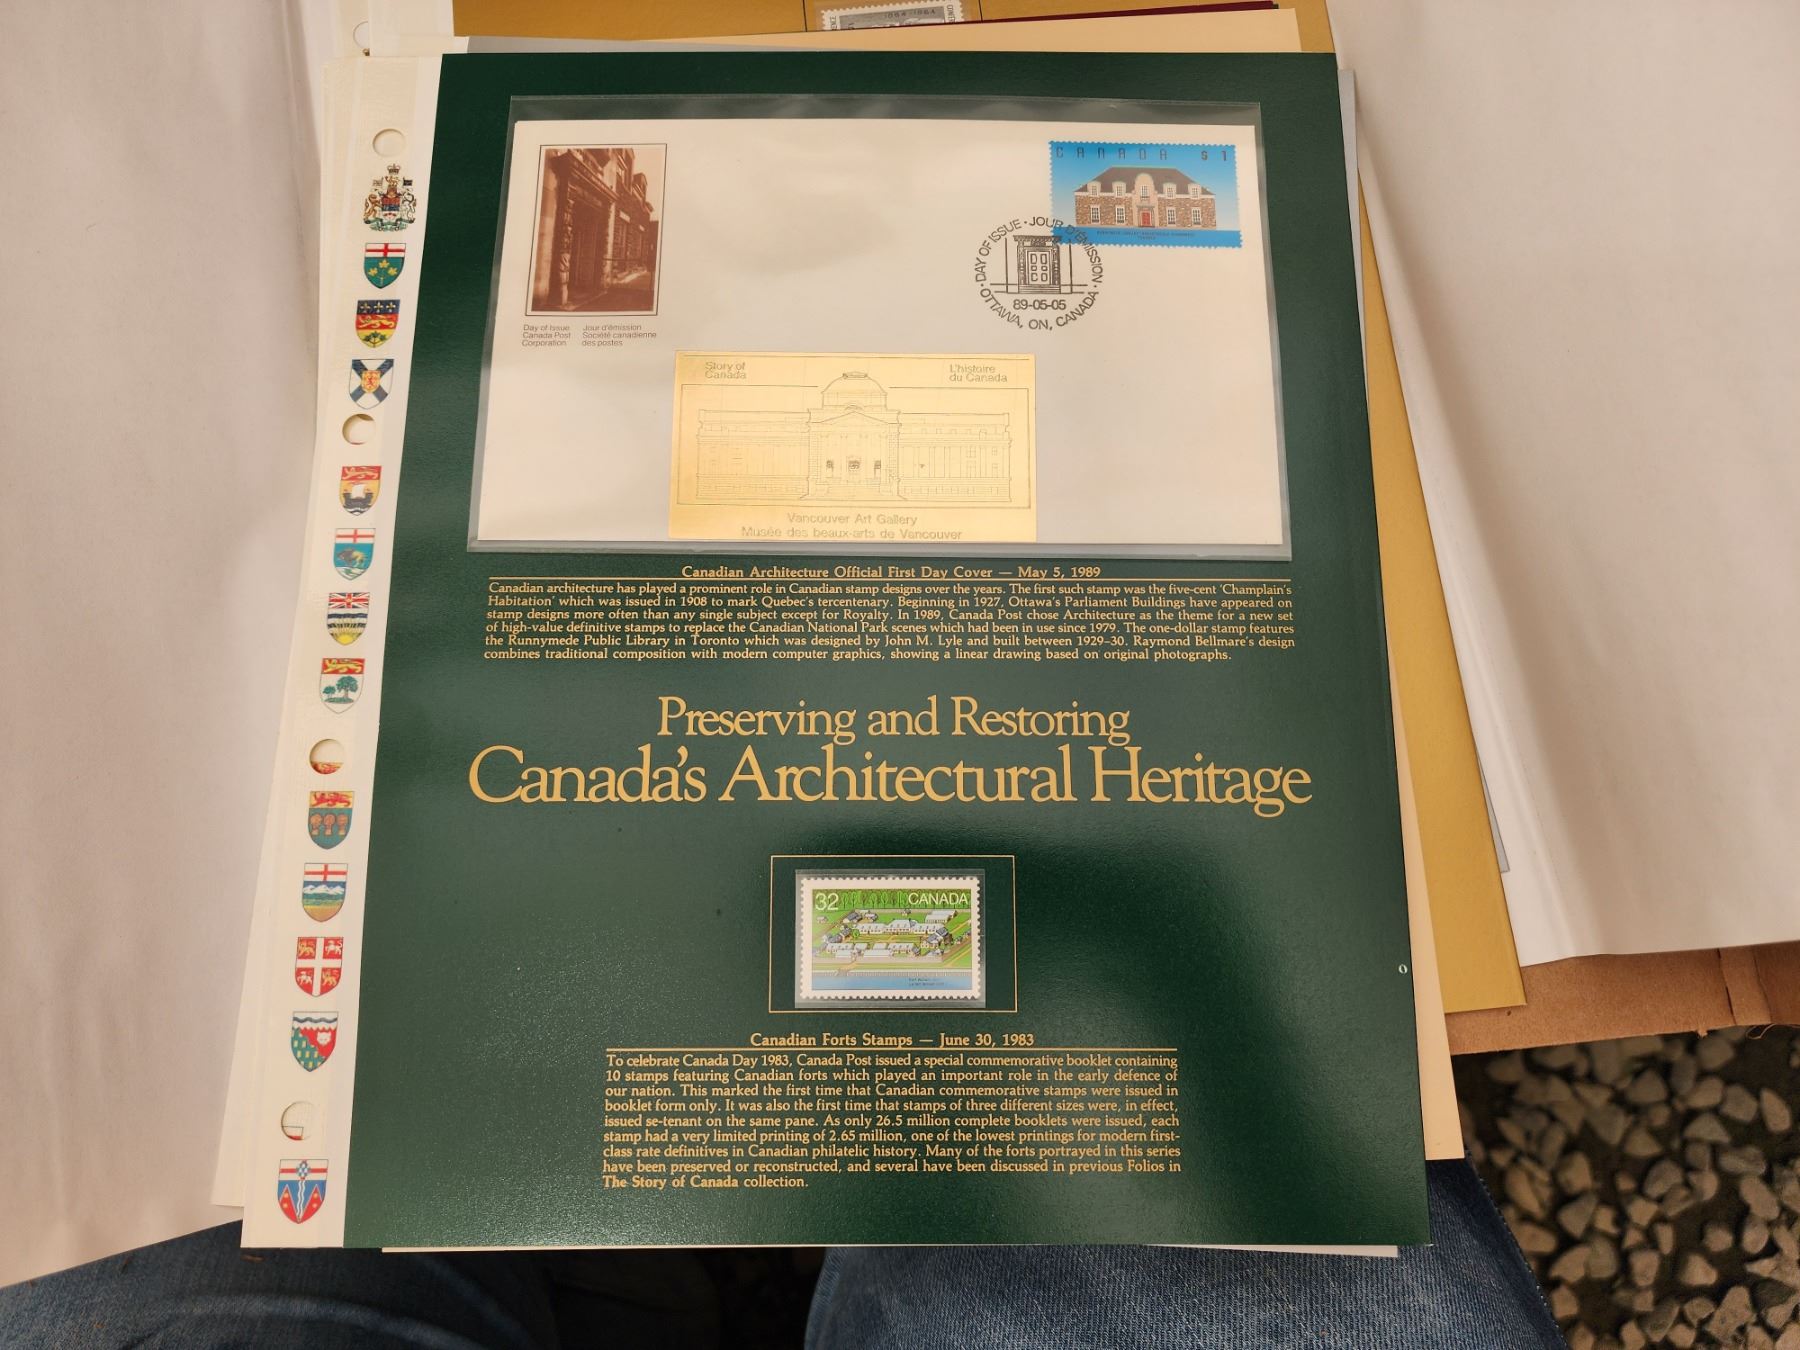 1864 - 1964
CANADA $1
DAY OF ISSUE · JOUR D'ÉMISSION
89-05-05
OTTAWA, ON, CANADA
Day of Issue Jour d'émission
Canada Post Société canadienne
Corporation des postes
Story of L'histoire
Canada du Canada
Vancouver Art Gallery
Musée des beaux-arts de Vancouver
Canadian Architecture Official First Day Cover — May 5, 1989
Canadian architecture has played a prominent role in Canadian stamp designs over the years. The first such stamp was the five-cent 'Champlain's
Habitation' which was issued in 1908 to mark Quebec's tercentenary. Beginning in 1927, Ottawa's Parliament Buildings have appeared on
stamp designs more often than any single subject except for Royalty. In 1989, Canada Post chose Architecture as the theme for a new set
of high-value definitive stamps to replace the Canadian National Park scenes which had been in use since 1979. The one-dollar stamp features
the Runnymede Public Library in Toronto which was designed by John M. Lyle and built between 1929-30. Raymond Bellmare's design
combines traditional composition with modern computer graphics, showing a linear drawing based on original photographs.
Preserving and Restoring
Canada's Architectural Heritage
32 CANADA
Canadian Forts Stamps — June 30, 1983
To celebrate Canada Day 1983, Canada Post issued a special commemorative booklet containing
10 stamps featuring Canadian forts which played an important role in the early defence of
our nation. This marked the first time that Canadian commemorative stamps were issued in
booklet form only. It was also the first time that stamps of three different sizes were, in effect,
issued se-tenant on the same pane. As only 26.5 million complete booklets were issued, each
stamp had a very limited printing of 2.65 million, one of the lowest printings for modern first-
class rate definitives in Canadian philatelic history. Many of the forts portrayed in this series
have been preserved or reconstructed, and several have been discussed in previous Folios in
The Story of Canada collection.